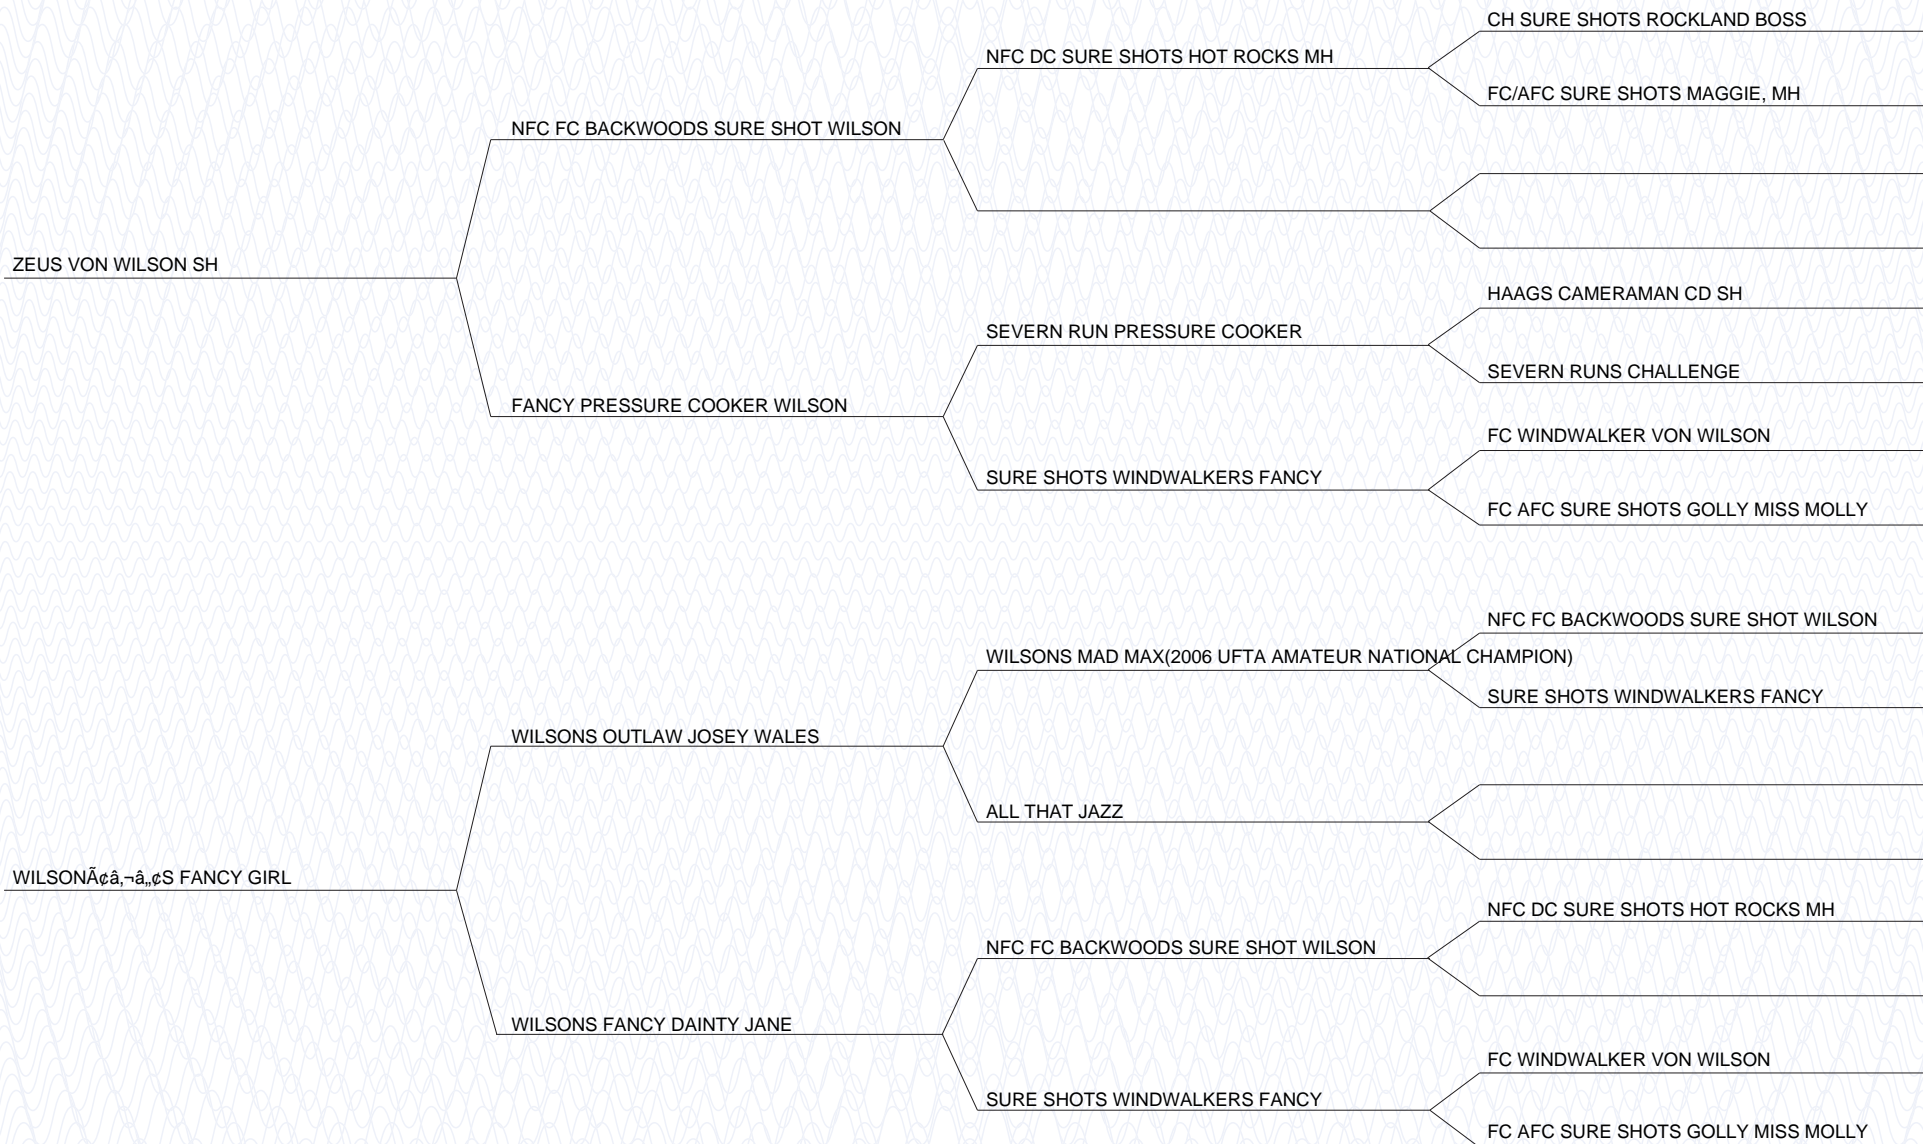 CH SURE SHOTS ROCKLAND BOSS
NFC DC SURE SHOTS HOT ROCKS MH
FC/AFC SURE SHOTS MAGGIE, MH
NFC FC BACKWOODS SURE SHOT WILSON
ZEUS VON WILSON SH
HAAGS CAMERAMAN CD SH
SEVERN RUN PRESSURE COOKER
SEVERN RUNS CHALLENGE
FANCY PRESSURE COOKER WILSON
FC WINDWALKER VON WILSON
SURE SHOTS WINDWALKERS FANCY
FC AFC SURE SHOTS GOLLY MISS MOLLY
NFC FC BACKWOODS SURE SHOT WILSON
WILSONS MAD MAX(2006 UFTA AMATEUR NATIONAL CHAMPION)
SURE SHOTS WINDWALKERS FANCY
WILSONS OUTLAW JOSEY WALES
ALL THAT JAZZ
WILSONÃ¢â‚¬â„¢S FANCY GIRL
NFC DC SURE SHOTS HOT ROCKS MH
NFC FC BACKWOODS SURE SHOT WILSON
WILSONS FANCY DAINTY JANE
FC WINDWALKER VON WILSON
SURE SHOTS WINDWALKERS FANCY
FC AFC SURE SHOTS GOLLY MISS MOLLY